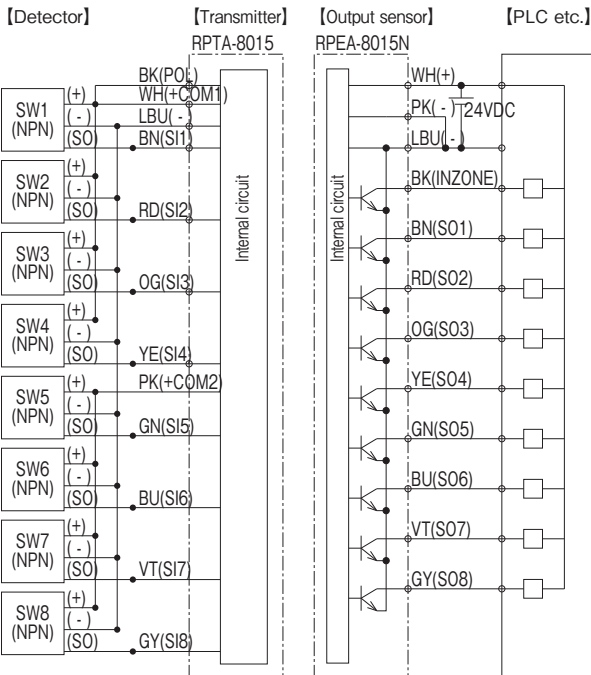 【Detector】 【Transmitter】 【Output sensor】 【PLC etc.】
RPTA-8015 RPEA-8015N
BK(POL) WH(+)
SW1 (+) WH(+COM1)
(NPN) (-) LBU(-) PK(-) 24VDC
(SO) BN(SI1) LBU(-)
SW2 (+)
(NPN) (-)
(SO) RD(SI2)
SW3 (+)
(NPN) (-)
(SO) OG(SI3)
SW4 (+)
(NPN) (-)
(SO) YE(SI4)
SW5 (+) PK(+COM2)
(NPN) (-)
(SO) GN(SI5)
SW6 (+)
(NPN) (-)
(SO) BU(SI6)
SW7 (+)
(NPN) (-)
(SO) VT(SI7)
SW8 (+)
(NPN) (-)
(SO) GY(SI8)
Internal circuit
Internal circuit
BK(INZONE)
BN(SO1)
RD(SO2)
OG(SO3)
YE(SO4)
GN(SO5)
BU(SO6)
VT(SO7)
GY(SO8)